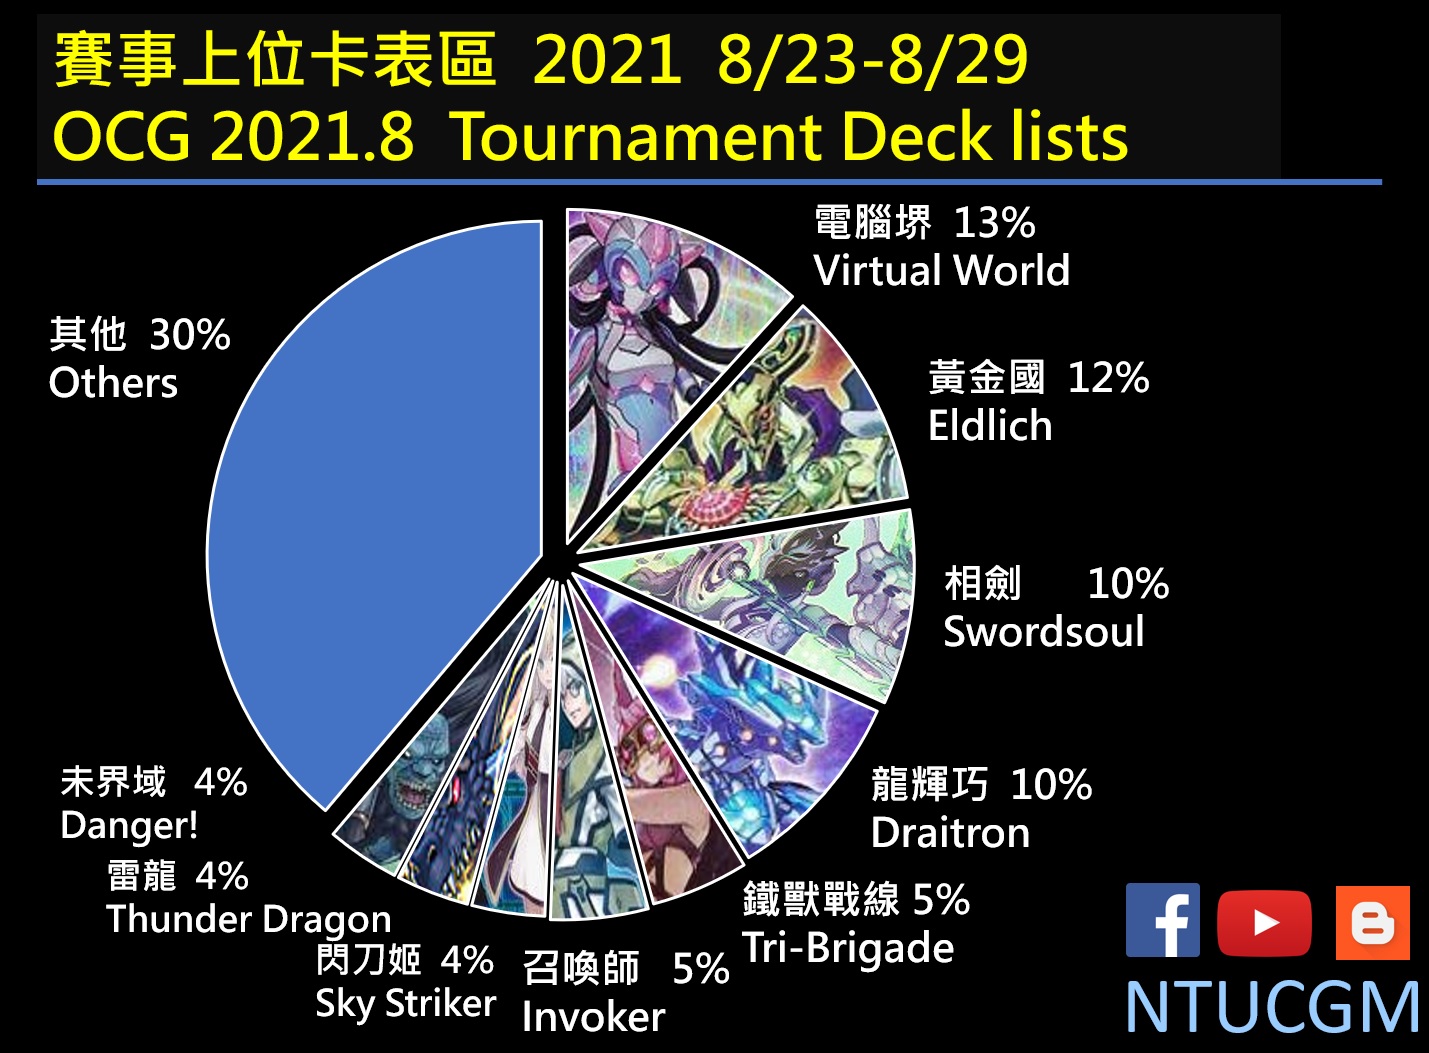 賽事上位卡表區 2021 8/23-8/29
OCG 2021.8 Tournament Deck lists
電腦堺 13%
Virtual World
其他 30%
Others
黃金國 12%
Eldlich
相劍 10%
Swordsoul
龍輝巧 10%
Draitron
未界域 4%
Danger!
雷龍 4%
Thunder Dragon
鐵獸戰線 5%
Tri-Brigade
閃刀姬 4%
Sky Striker
召喚師 5%
Invoker
NTUCGM